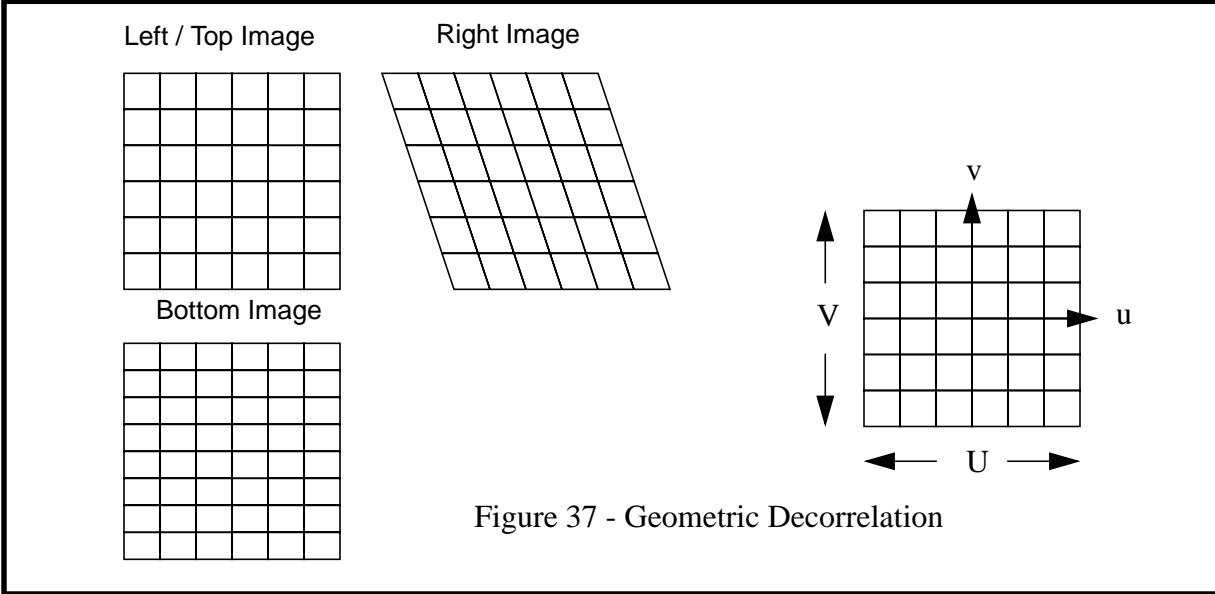 Left / Top Image
Right Image
Bottom Image
v
V
u
U
Figure 37 - Geometric Decorrelation